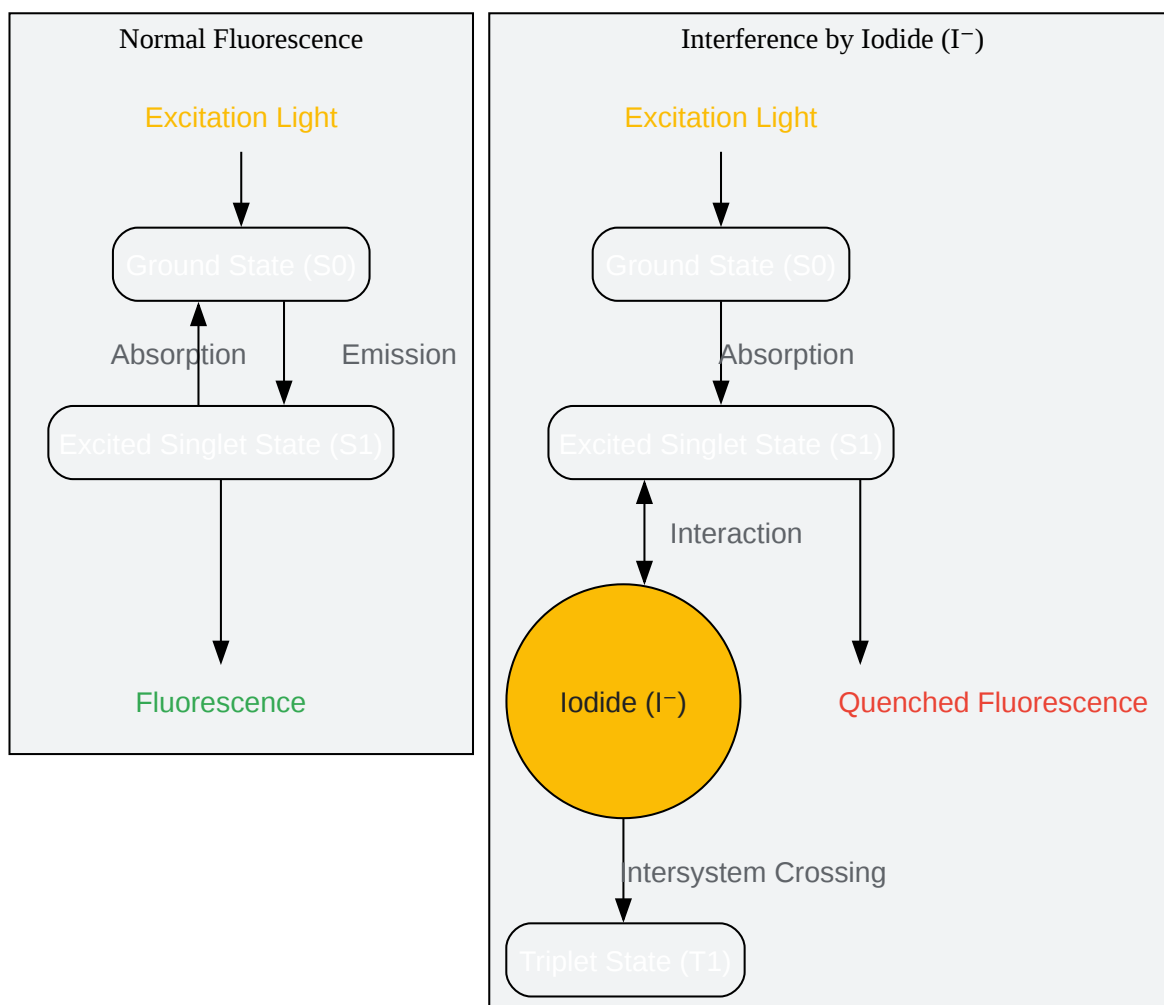 Normal Fluorescence
Excitation Light
Ground State (S0)
Absorption
Emission
Excited Singlet State (S1)
Fluorescence
Interference by Iodide (I⁻)
Excitation Light
Ground State (S0)
Absorption
Excited Singlet State (S1)
Interaction
Iodide (I⁻)
Quenched Fluorescence
Intersystem Crossing
Triplet State (T1)